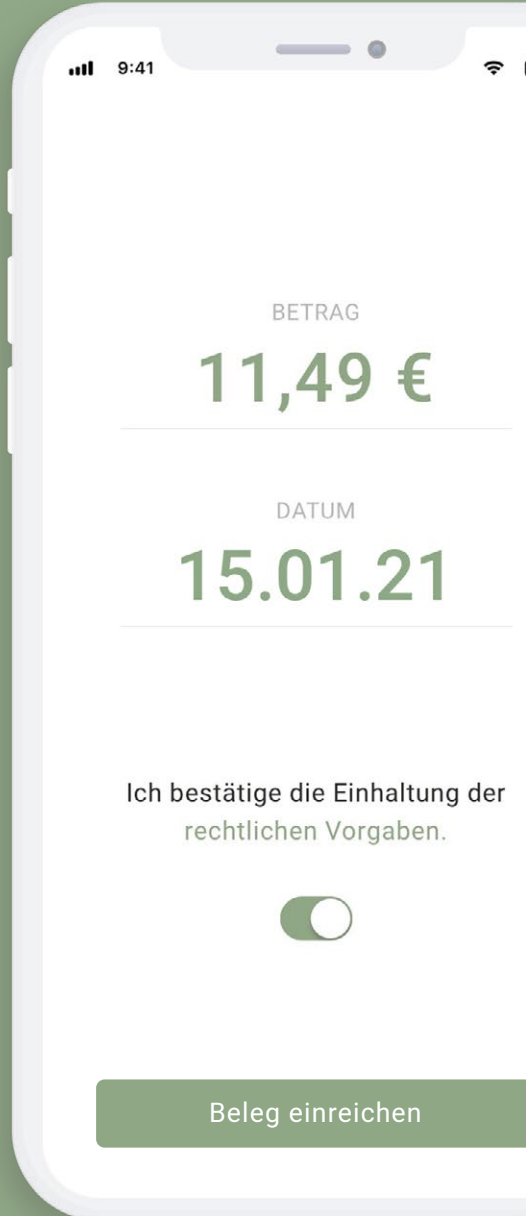 9:41
BETRAG
11,49 €
DATUM
15.01.21
Ich bestätige die Einhaltung der
rechtlichen Vorgaben.
Beleg einreichen